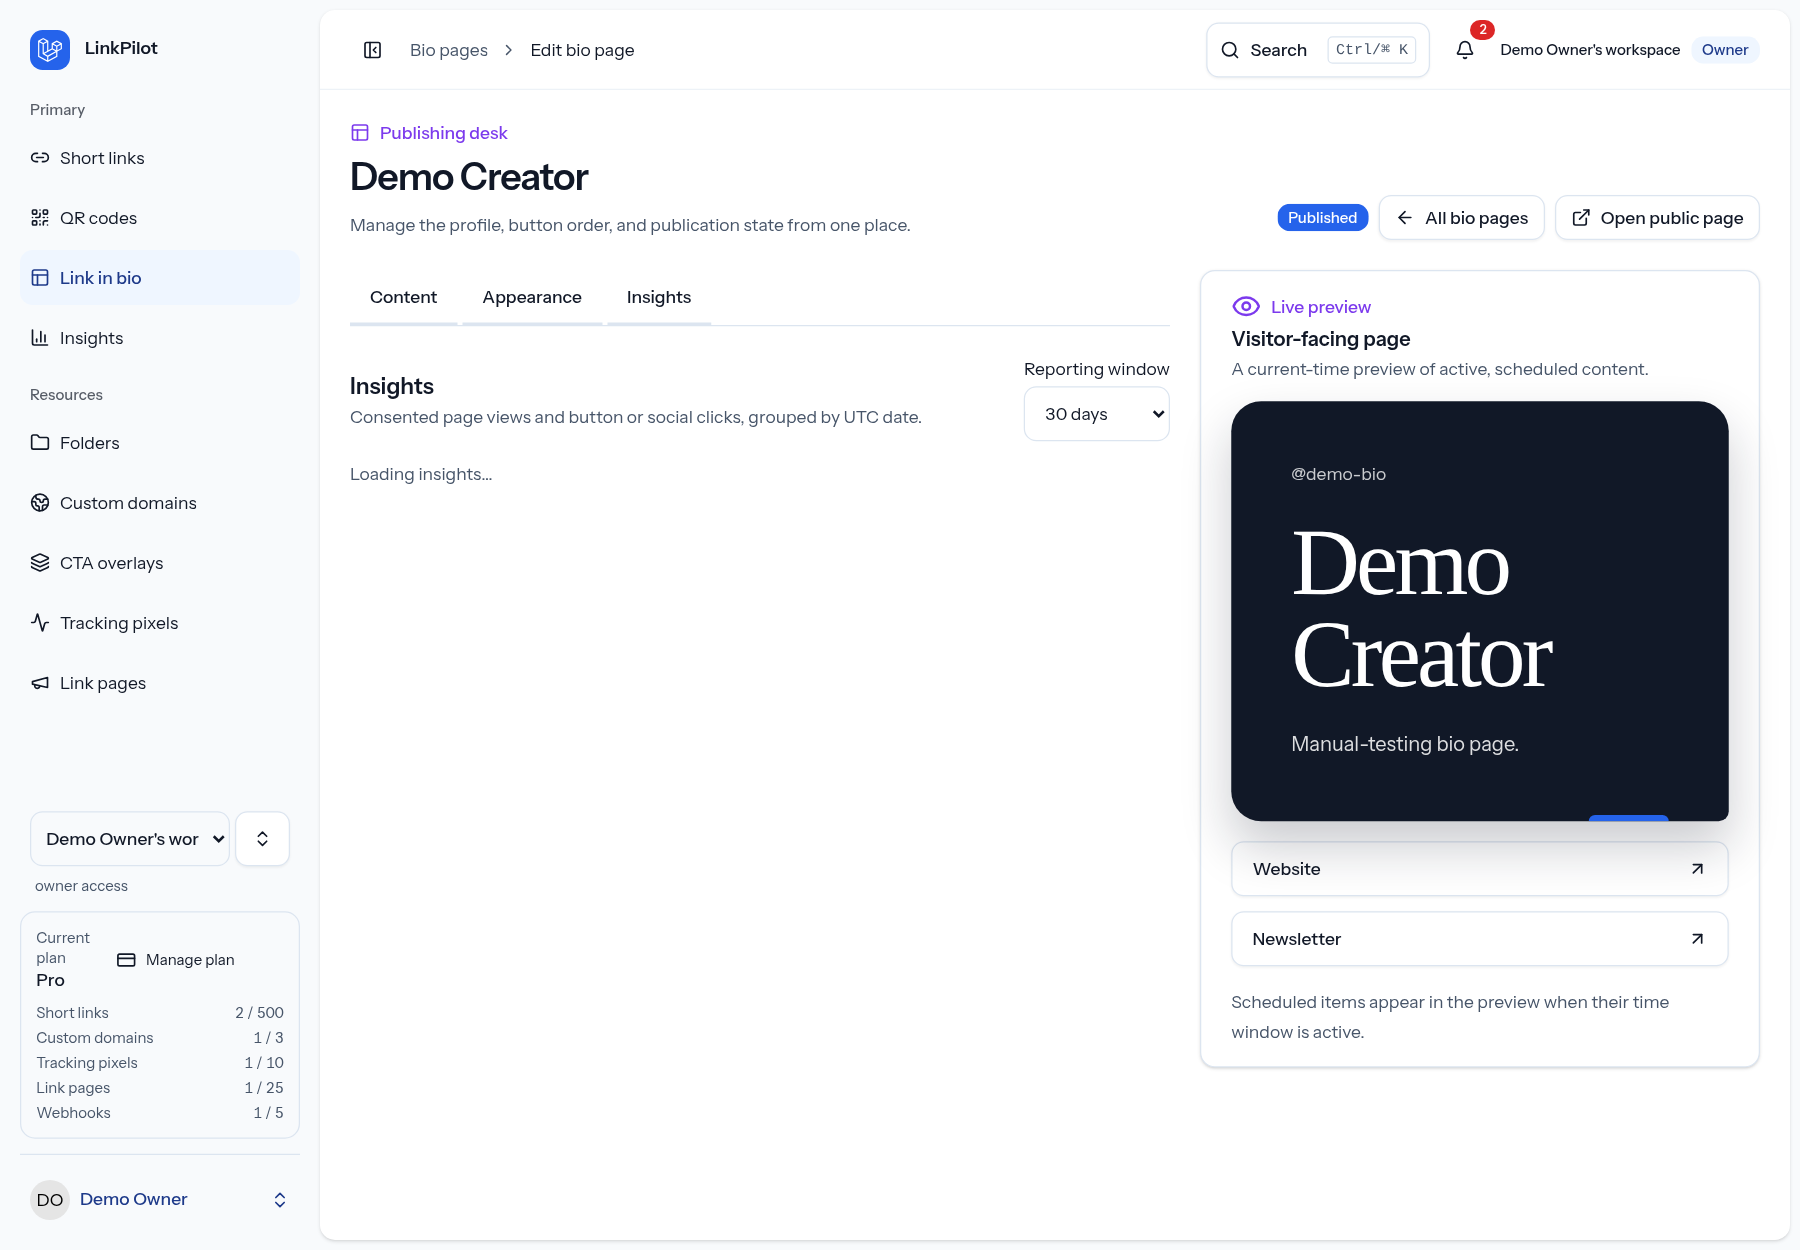 LinkPilot
Primary
Short links
QR codes
Link in bio
Insights
Resources
Folders
Custom domains
CTA overlays
Tracking pixels
Link pages
Demo Owner's wor
owner access
Current plan
Pro
Manage plan
Short links 2 / 500
Custom domains 1 / 3
Tracking pixels 1 / 10
Link pages 1 / 25
Webhooks 1 / 5
DO Demo Owner
Bio pages > Edit bio page
Search Ctrl/⌘ K
2
Demo Owner's workspace Owner
Publishing desk
Demo Creator
Manage the profile, button order, and publication state from one place.
Published
All bio pages
Open public page
Content Appearance Insights
Insights
Consented page views and button or social clicks, grouped by UTC date.
Reporting window
30 days
Loading insights...
Live preview
Visitor-facing page
A current-time preview of active, scheduled content.
@demo-bio
Demo
Creator
Manual-testing bio page.
Website
Newsletter
Scheduled items appear in the preview when their time
window is active.